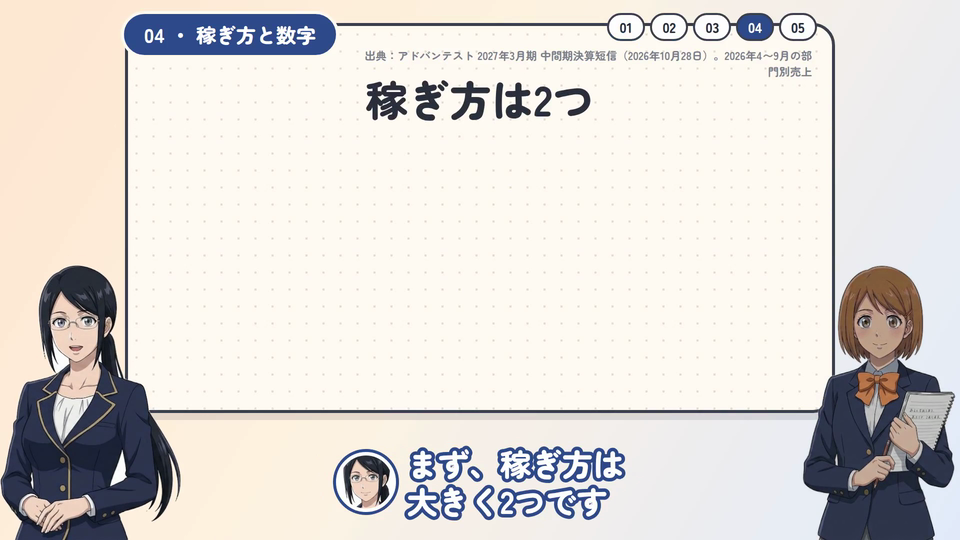 04 ・ 稼ぎ方と数字
01 02 03 04 05
出典：アドバンテスト 2027年3月期 中間期決算短信（2026年10月28日）。2026年4〜9月の部
門別売上
稼ぎ方は2つ
まず、稼ぎ方は
大きく2つです